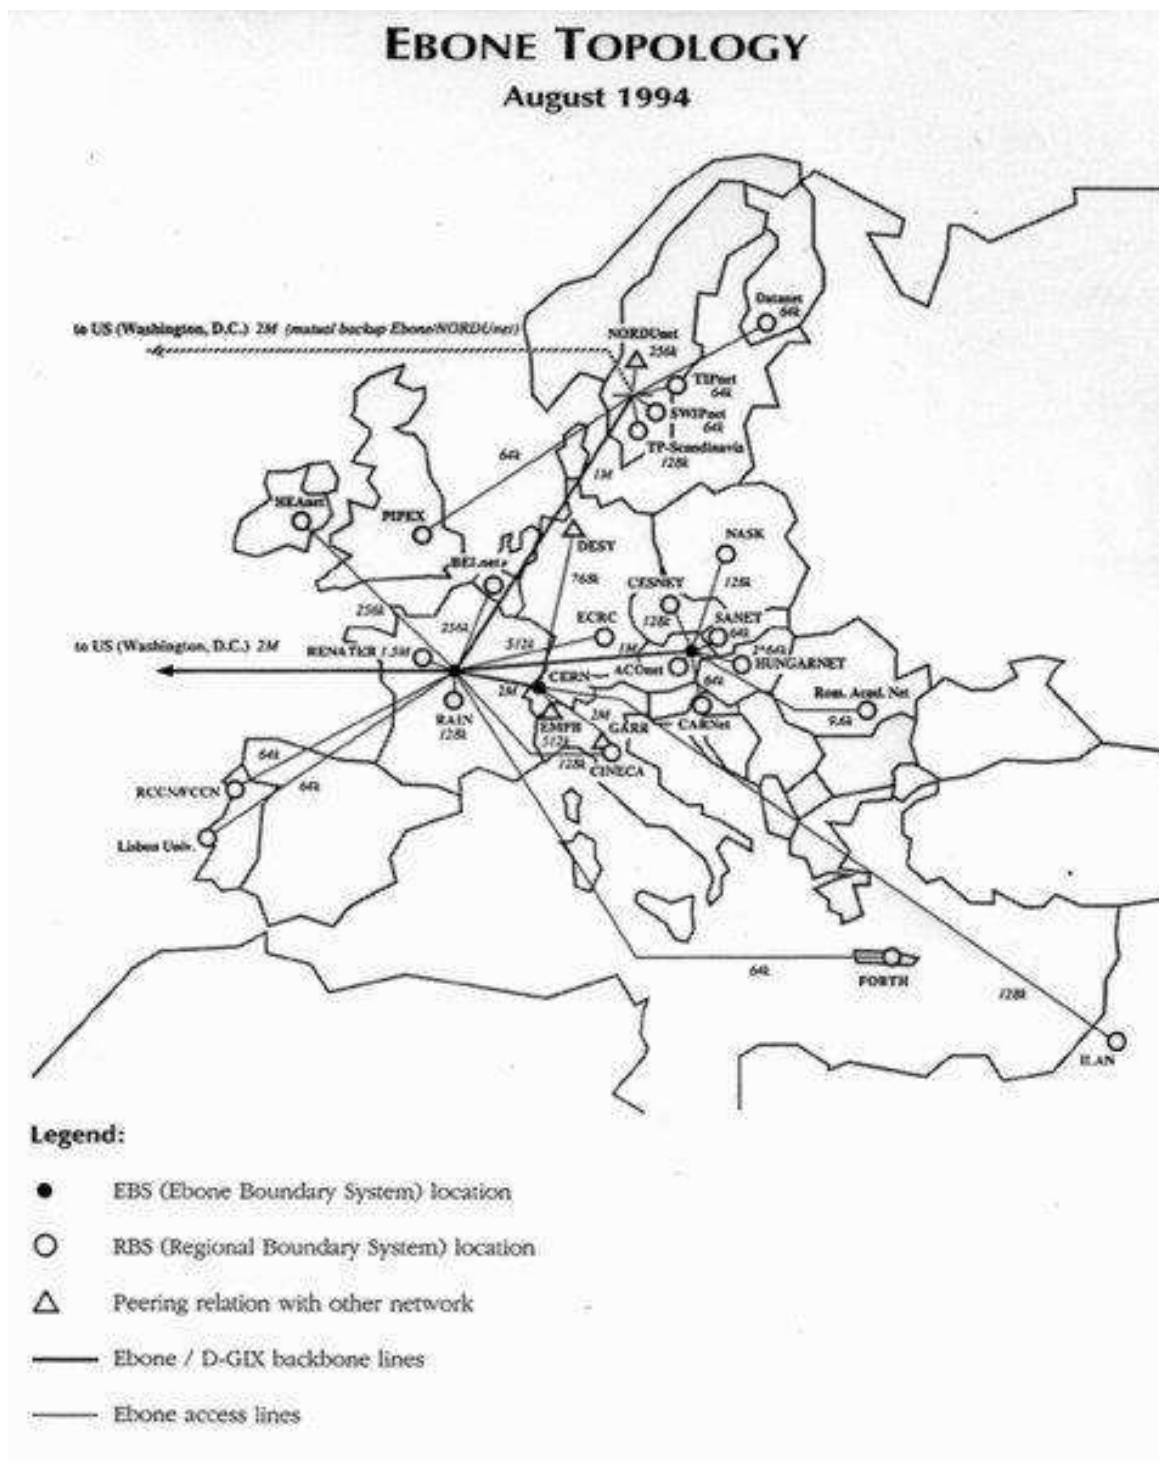 EBONE TOPOLOGY
August 1994
Datanet
64k
to US (Washington, D.C.) 2M (mutual backup Ebone/NORDUnet)
NORDUnet
256k
TIPnet
64k
SWIPnet
64k
TP-Scandinavia
128k
64k
1M
HEAnet
PIPEX
DESY
NASK
BELnet
768k
CESNET
128k
256k
256k
ECRC
128k
SANET
64k
to US (Washington, D.C.) 2M
RENATER 1.5M
512k
1M
2*64k
ACOnet
HUNGARNET
CERN
64k
2M
Rom. Acad. Net
9.6k
RAIN
128k
EMPB
512k
2M
GARR
CARNet
128k
CINECA
64k
RCCN/FCCN
64k
Lisbon Univ.
64k
FORTH
128k
ILAN
Legend:
EBS (Ebone Boundary System) location
RBS (Regional Boundary System) location
Peering relation with other network
Ebone / D-GIX backbone lines
Ebone access lines